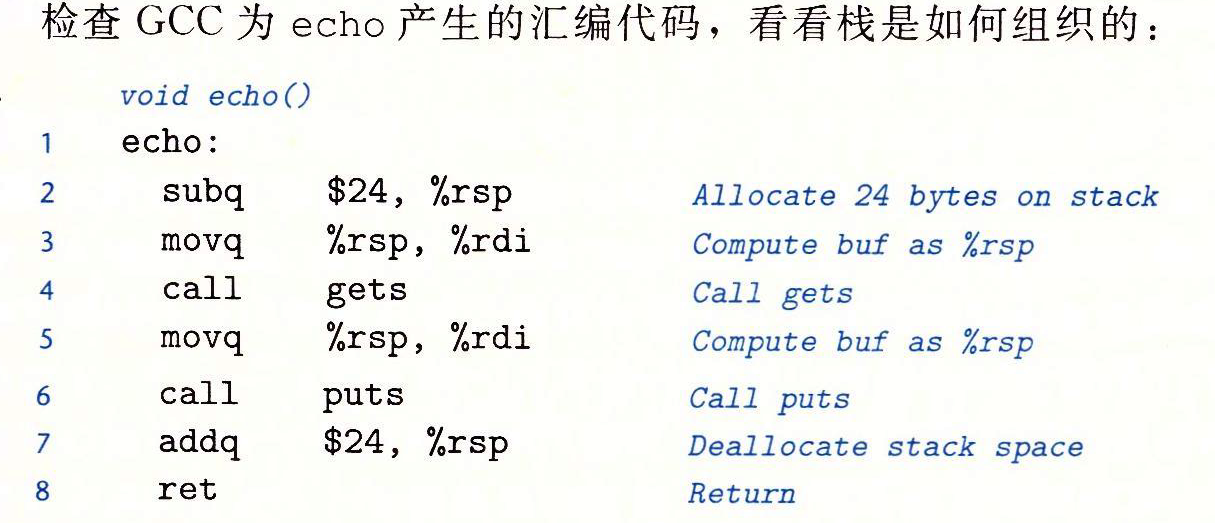 检查 GCC 为 echo 产生的汇编代码，看看栈是如何组织的：
void echo()
1 echo:
2 subq $24, %rsp Allocate 24 bytes on stack
3 movq %rsp, %rdi Compute buf as %rsp
4 call gets Call gets
5 movq %rsp, %rdi Compute buf as %rsp
6 call puts Call puts
7 addq $24, %rsp Deallocate stack space
8 ret Return